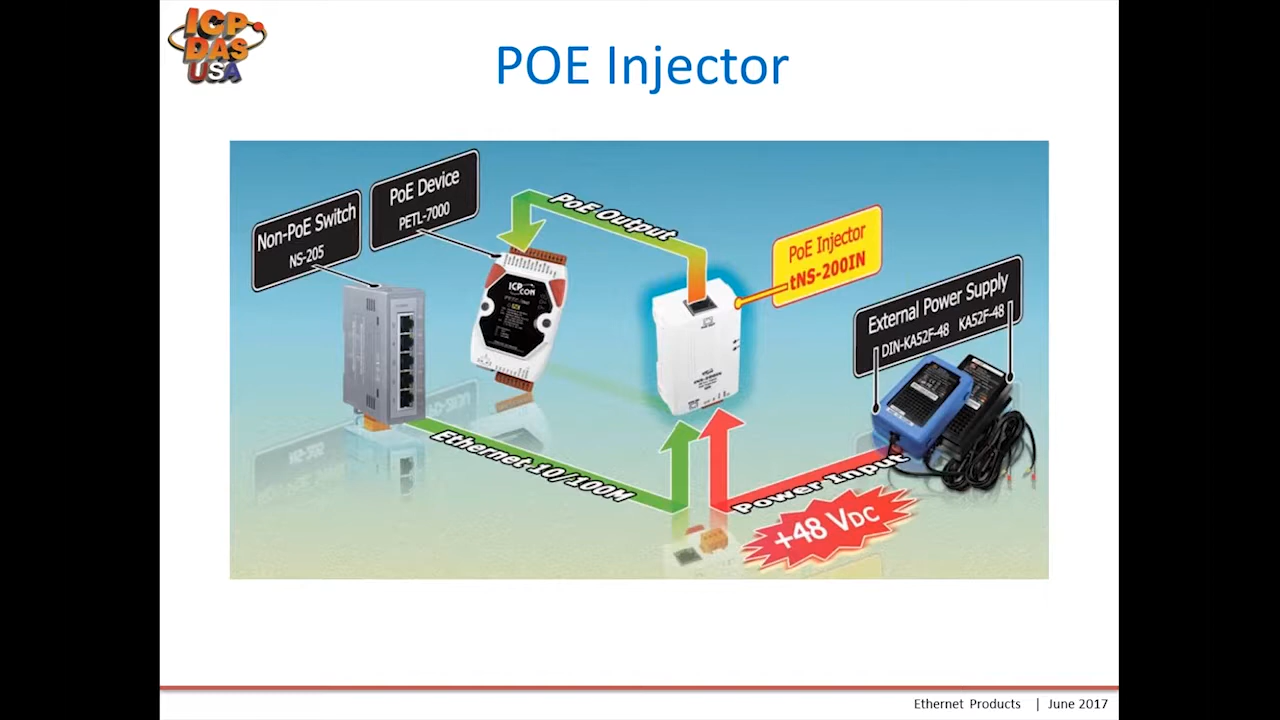 ICP
DAS
USA
POE Injector
Non-PoE Switch
NS-205
PoE Device
PETL-7000
PoE Output
PoE Injector
tNS-200IN
External Power Supply
DIN-KA52F-48 KA52F-48
ICP
CON
Ethernet 10/100M
Power Input
+48 VDC
Ethernet Products | June 2017